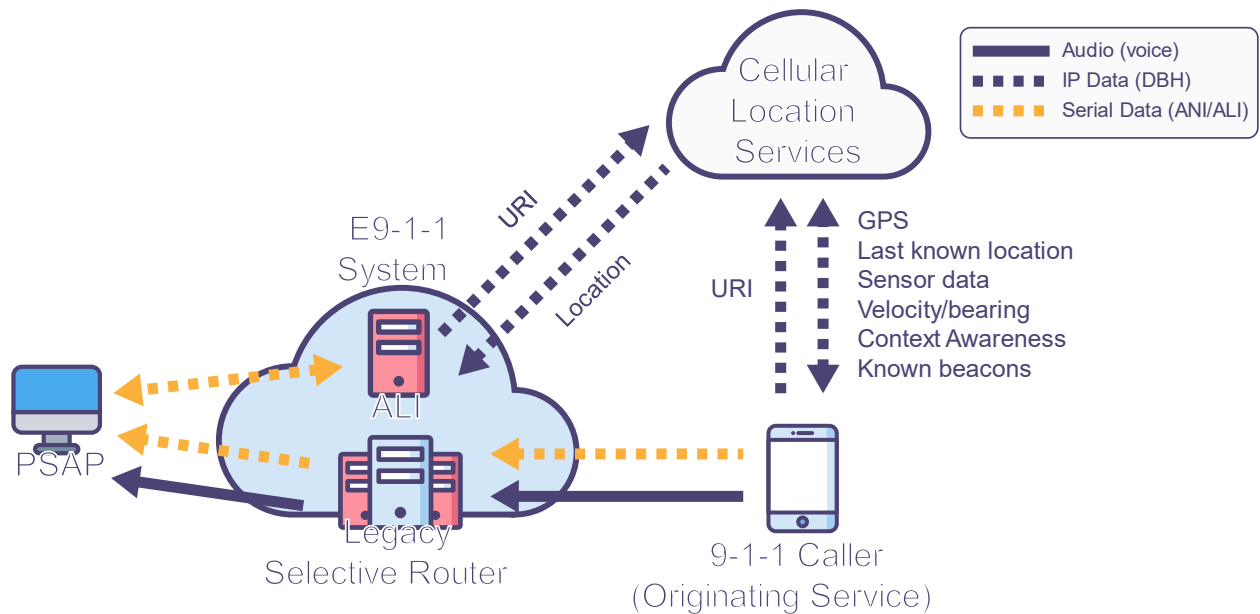 Cellular
Location
Services
Audio (voice)
IP Data (DBH)
Serial Data (ANI/ALI)
URI
Location
E9-1-1
System
URI
GPS
Last known location
Sensor data
Velocity/bearing
Context Awareness
Known beacons
ALI
PSAP
Legacy
Selective Router
9-1-1 Caller
(Originating Service)